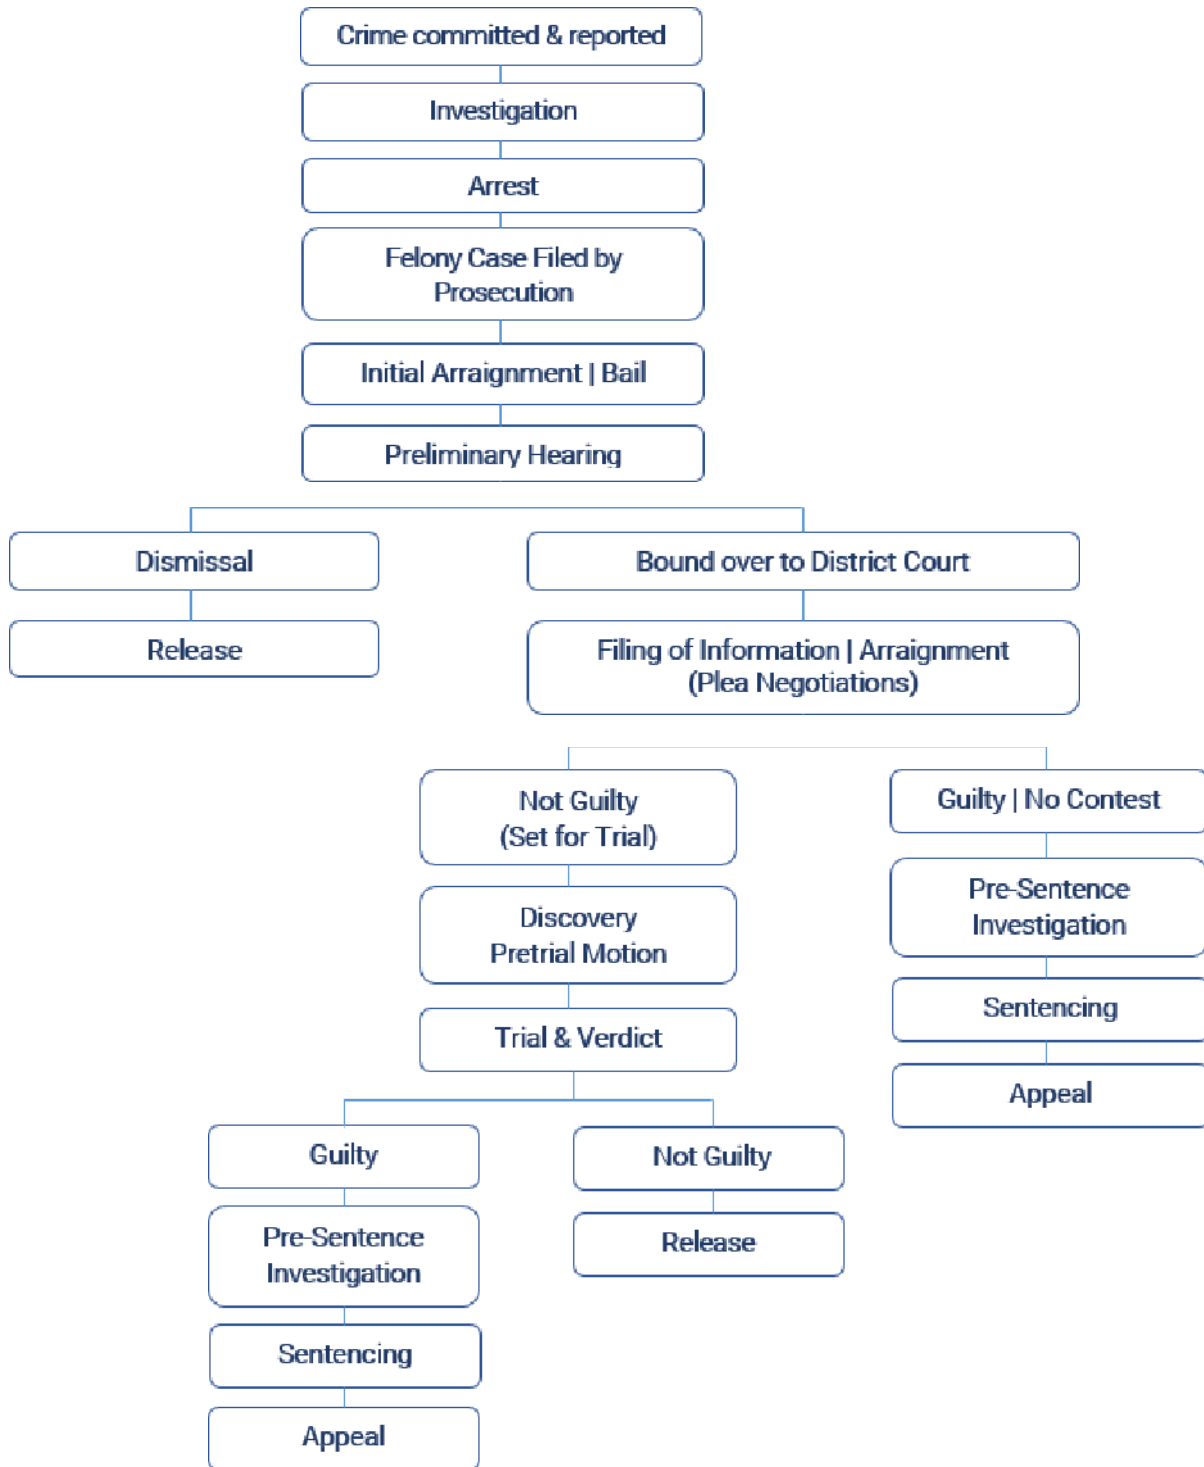 Crime committed & reported
Investigation
Arrest
Felony Case Filed by
Prosecution
Initial Arraignment | Bail
Preliminary Hearing
Dismissal
Bound over to District Court
Release
Filing of Information | Arraignment
(Plea Negotiations)
Not Guilty
(Set for Trial)
Guilty | No Contest
Discovery
Pretrial Motion
Pre-Sentence
Investigation
Trial & Verdict
Sentencing
Appeal
Guilty
Not Guilty
Pre-Sentence
Investigation
Release
Sentencing
Appeal